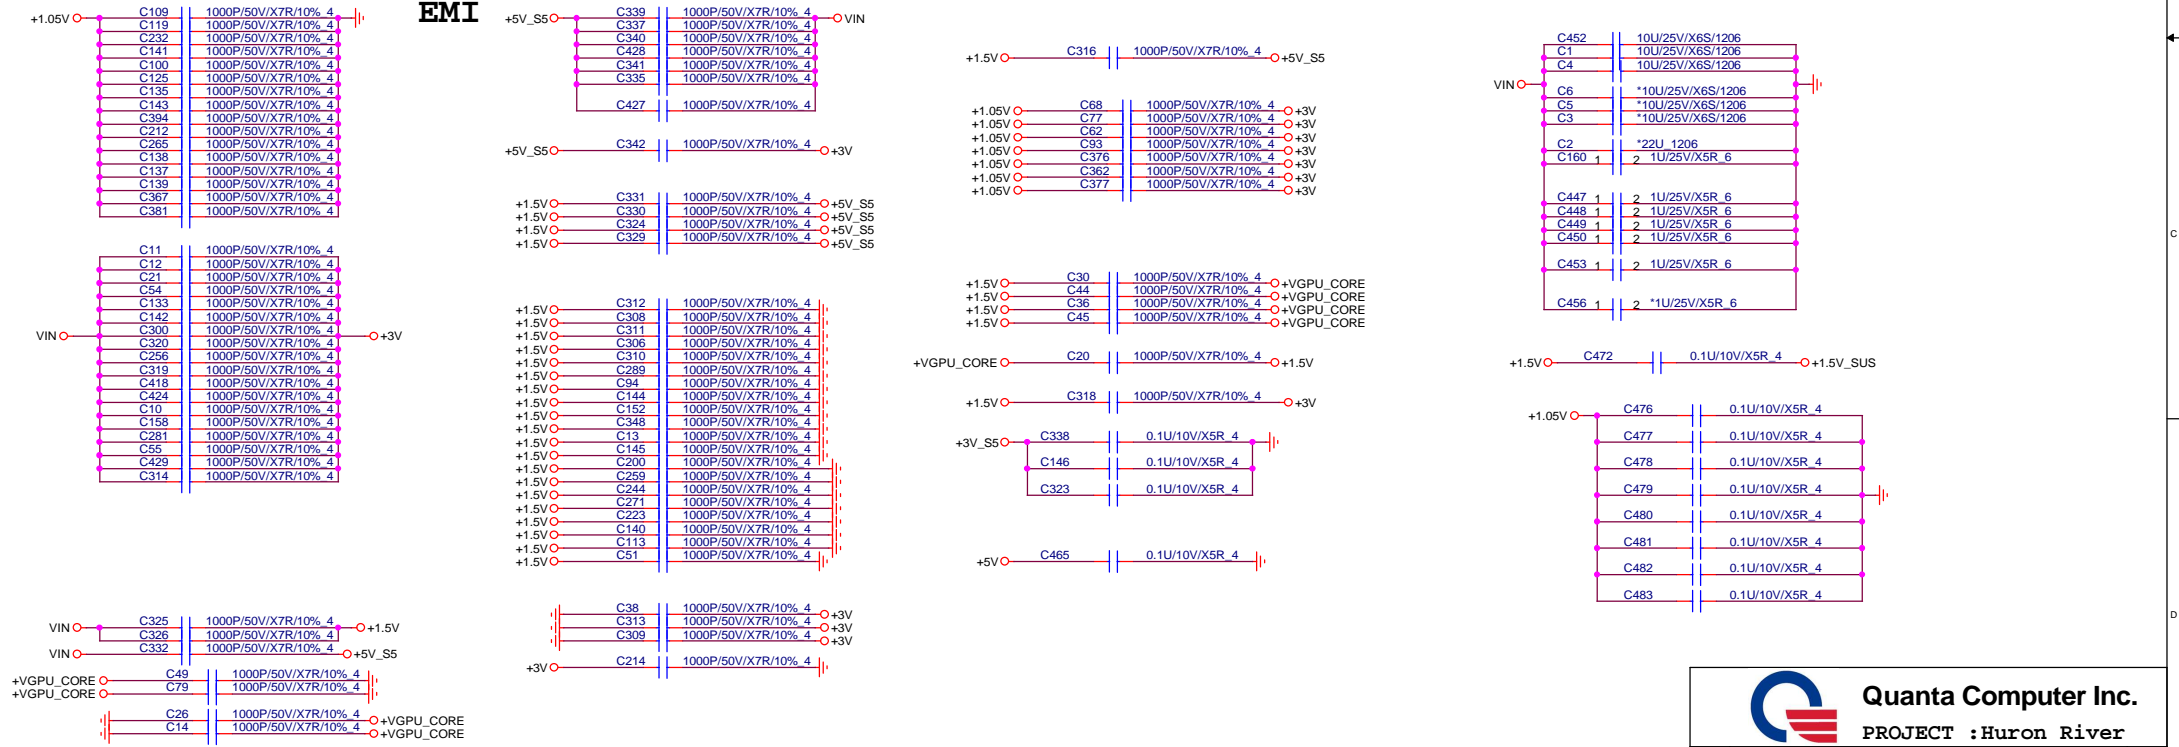 EMI
+1.05V
C109 1000P/50V/X7R/10%_4
C119 1000P/50V/X7R/10%_4
C232 1000P/50V/X7R/10%_4
C141 1000P/50V/X7R/10%_4
C100 1000P/50V/X7R/10%_4
C125 1000P/50V/X7R/10%_4
C135 1000P/50V/X7R/10%_4
C143 1000P/50V/X7R/10%_4
C394 1000P/50V/X7R/10%_4
C212 1000P/50V/X7R/10%_4
C265 1000P/50V/X7R/10%_4
C138 1000P/50V/X7R/10%_4
C137 1000P/50V/X7R/10%_4
C139 1000P/50V/X7R/10%_4
C367 1000P/50V/X7R/10%_4
C381 1000P/50V/X7R/10%_4
C11 1000P/50V/X7R/10%_4
C12 1000P/50V/X7R/10%_4
C21 1000P/50V/X7R/10%_4
C54 1000P/50V/X7R/10%_4
C133 1000P/50V/X7R/10%_4
C142 1000P/50V/X7R/10%_4
VIN C300 1000P/50V/X7R/10%_4 +3V
C320 1000P/50V/X7R/10%_4
C256 1000P/50V/X7R/10%_4
C319 1000P/50V/X7R/10%_4
C418 1000P/50V/X7R/10%_4
C424 1000P/50V/X7R/10%_4
C10 1000P/50V/X7R/10%_4
C158 1000P/50V/X7R/10%_4
C281 1000P/50V/X7R/10%_4
C55 1000P/50V/X7R/10%_4
C429 1000P/50V/X7R/10%_4
C314 1000P/50V/X7R/10%_4
VIN C325 1000P/50V/X7R/10%_4 +1.5V
C326 1000P/50V/X7R/10%_4
VIN C332 1000P/50V/X7R/10%_4 +5V_S5
+VGPU_CORE C49 1000P/50V/X7R/10%_4
+VGPU_CORE C79 1000P/50V/X7R/10%_4
C26 1000P/50V/X7R/10%_4 +VGPU_CORE
C14 1000P/50V/X7R/10%_4 +VGPU_CORE
+5V_S5 C339 1000P/50V/X7R/10%_4 VIN
C337 1000P/50V/X7R/10%_4
C340 1000P/50V/X7R/10%_4
C428 1000P/50V/X7R/10%_4
C341 1000P/50V/X7R/10%_4
C335 1000P/50V/X7R/10%_4
C427 1000P/50V/X7R/10%_4
+5V_S5 C342 1000P/50V/X7R/10%_4 +3V
+1.5V C331 1000P/50V/X7R/10%_4 +5V_S5
+1.5V C330 1000P/50V/X7R/10%_4 +5V_S5
+1.5V C324 1000P/50V/X7R/10%_4 +5V_S5
+1.5V C329 1000P/50V/X7R/10%_4 +5V_S5
+1.5V C312 1000P/50V/X7R/10%_4
+1.5V C308 1000P/50V/X7R/10%_4
+1.5V C311 1000P/50V/X7R/10%_4
+1.5V C306 1000P/50V/X7R/10%_4
+1.5V C310 1000P/50V/X7R/10%_4
+1.5V C289 1000P/50V/X7R/10%_4
+1.5V C94 1000P/50V/X7R/10%_4
+1.5V C144 1000P/50V/X7R/10%_4
+1.5V C152 1000P/50V/X7R/10%_4
+1.5V C348 1000P/50V/X7R/10%_4
+1.5V C13 1000P/50V/X7R/10%_4
+1.5V C145 1000P/50V/X7R/10%_4
+1.5V C200 1000P/50V/X7R/10%_4
+1.5V C259 1000P/50V/X7R/10%_4
+1.5V C244 1000P/50V/X7R/10%_4
+1.5V C271 1000P/50V/X7R/10%_4
+1.5V C223 1000P/50V/X7R/10%_4
+1.5V C140 1000P/50V/X7R/10%_4
+1.5V C113 1000P/50V/X7R/10%_4
+1.5V C51 1000P/50V/X7R/10%_4
C38 1000P/50V/X7R/10%_4 +3V
C313 1000P/50V/X7R/10%_4 +3V
C309 1000P/50V/X7R/10%_4 +3V
+3V C214 1000P/50V/X7R/10%_4
+1.5V C316 1000P/50V/X7R/10%_4 +5V_S5
+1.05V C68 1000P/50V/X7R/10%_4 +3V
+1.05V C77 1000P/50V/X7R/10%_4 +3V
+1.05V C62 1000P/50V/X7R/10%_4 +3V
+1.05V C93 1000P/50V/X7R/10%_4 +3V
+1.05V C376 1000P/50V/X7R/10%_4 +3V
+1.05V C362 1000P/50V/X7R/10%_4 +3V
+1.05V C377 1000P/50V/X7R/10%_4 +3V
+1.5V C30 1000P/50V/X7R/10%_4 +VGPU_CORE
+1.5V C44 1000P/50V/X7R/10%_4 +VGPU_CORE
+1.5V C36 1000P/50V/X7R/10%_4 +VGPU_CORE
+1.5V C45 1000P/50V/X7R/10%_4 +VGPU_CORE
+VGPU_CORE C20 1000P/50V/X7R/10%_4 +1.5V
+1.5V C318 1000P/50V/X7R/10%_4 +3V
+3V_S5 C338 0.1U/10V/X5R_4
C146 0.1U/10V/X5R_4
C323 0.1U/10V/X5R_4
+5V C465 0.1U/10V/X5R_4
C452 10U/25V/X6S/1206
C1 10U/25V/X6S/1206
C4 10U/25V/X6S/1206
VIN
C6 *10U/25V/X6S/1206
C5 *10U/25V/X6S/1206
C3 *10U/25V/X6S/1206
C2 *22U_1206
C160 1 2 1U/25V/X5R_6
C447 1 2 1U/25V/X5R_6
C448 1 2 1U/25V/X5R_6
C449 1 2 1U/25V/X5R_6
C450 1 2 1U/25V/X5R_6
C453 1 2 1U/25V/X5R_6
C456 1 2 *1U/25V/X5R_6
+1.5V C472 0.1U/10V/X5R_4 +1.5V_SUS
+1.05V C476 0.1U/10V/X5R_4
C477 0.1U/10V/X5R_4
C478 0.1U/10V/X5R_4
C479 0.1U/10V/X5R_4
C480 0.1U/10V/X5R_4
C481 0.1U/10V/X5R_4
C482 0.1U/10V/X5R_4
C483 0.1U/10V/X5R_4
C
D
Quanta Computer Inc.
PROJECT : Huron River